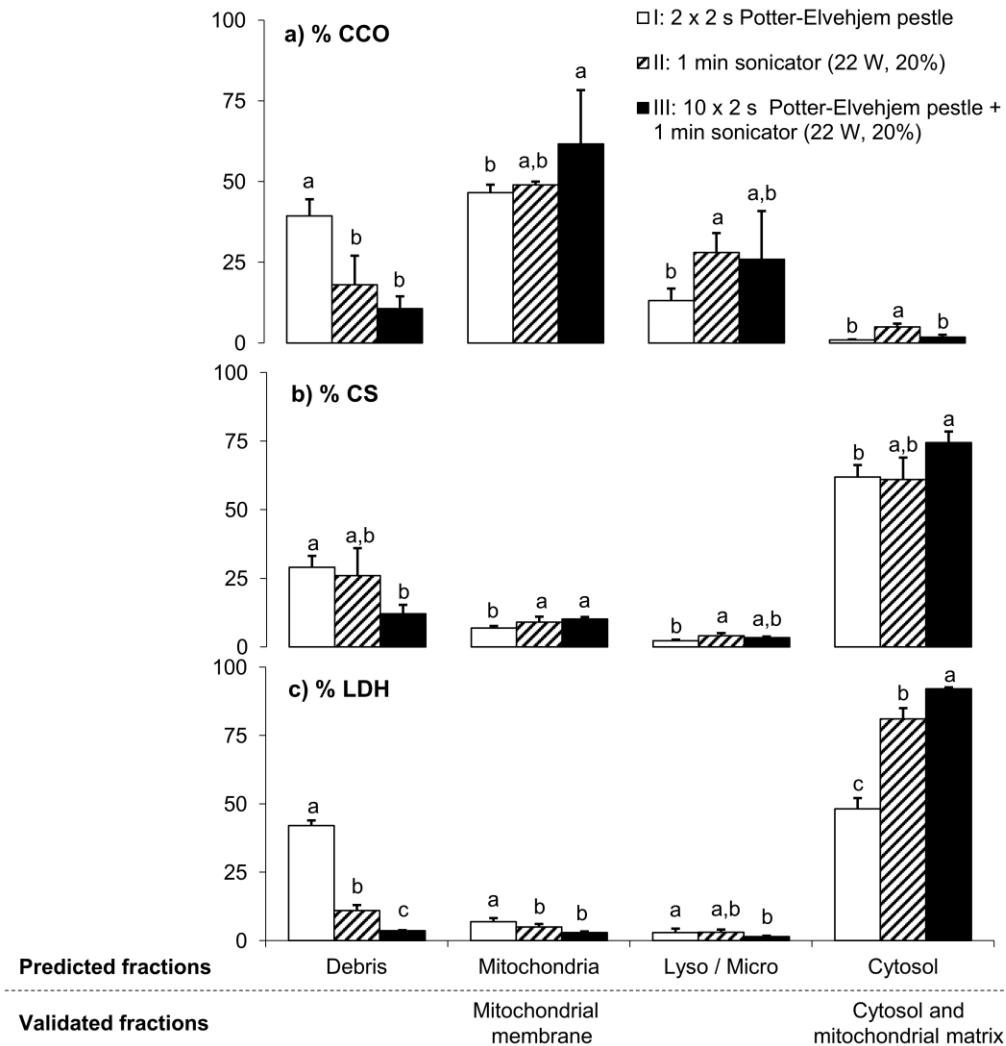 I: 2 x 2 s Potter-Elvehjem pestle
II: 1 min sonicator (22 W, 20%)
III: 10 x 2 s Potter-Elvehjem pestle +
1 min sonicator (22 W, 20%)
a) % CCO
100
75
50
25
0
a
b
b
b
a,b
a
b
a
a,b
b
a
b
b) % CS
100
75
50
25
0
a
a,b
b
b
a
a
b
a
a,b
b
a,b
a
c) % LDH
100
75
50
25
0
a
b
c
a
b
b
a
a,b
b
c
b
a
Predicted fractions
Debris
Mitochondria
Lyso / Micro
Cytosol
Validated fractions
Mitochondrial
membrane
Cytosol and
mitochondrial matrix